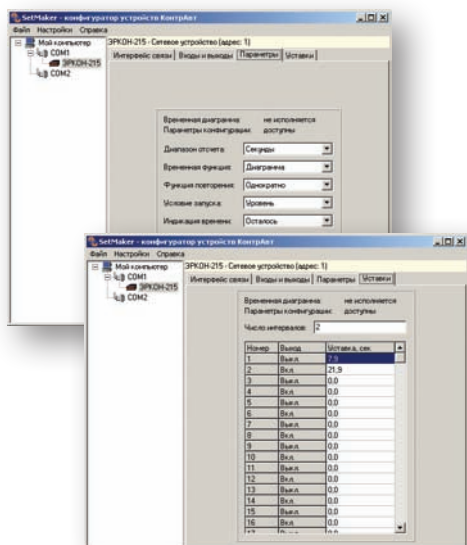 SetMaker - конфигуратор устройств КонтрАвт
Файл Настройки Справка
Мой компьютер
COM1
ЭРКОН-215
COM2
ЭРКОН-215 - Сетевое устройство (адрес: 1)
Интерфейс связи Входы и выходы Параметры Уставки
Временная диаграмма: не исполняется
Параметры конфигурации: доступны
Диапазон отсчета: Секунды
Временная функция: Диаграмма
Функция повторения: Однократно
Условие запуска: Уровень
Индикация времени: Осталось
SetMaker - конфигуратор устройств КонтрАвт
Файл Настройки Справка
Мой компьютер
COM1
ЭРКОН-215
COM2
ЭРКОН-215 - Сетевое устройство (адрес: 1)
Интерфейс связи Входы и выходы Параметры Уставки
Временная диаграмма: не исполняется
Параметры конфигурации: доступны
Число интервалов: 2
Номер Выход Уставка, сек
1 Выкл. 7,9
2 Вкл. 21,9
3 Выкл. 0,0
4 Вкл. 0,0
5 Выкл. 0,0
6 Вкл. 0,0
7 Выкл. 0,0
8 Вкл. 0,0
9 Выкл. 0,0
10 Вкл. 0,0
11 Выкл. 0,0
12 Вкл. 0,0
13 Выкл. 0,0
14 Вкл. 0,0
15 Выкл. 0,0
16 Вкл. 0,0
17 Выкл. 0,0